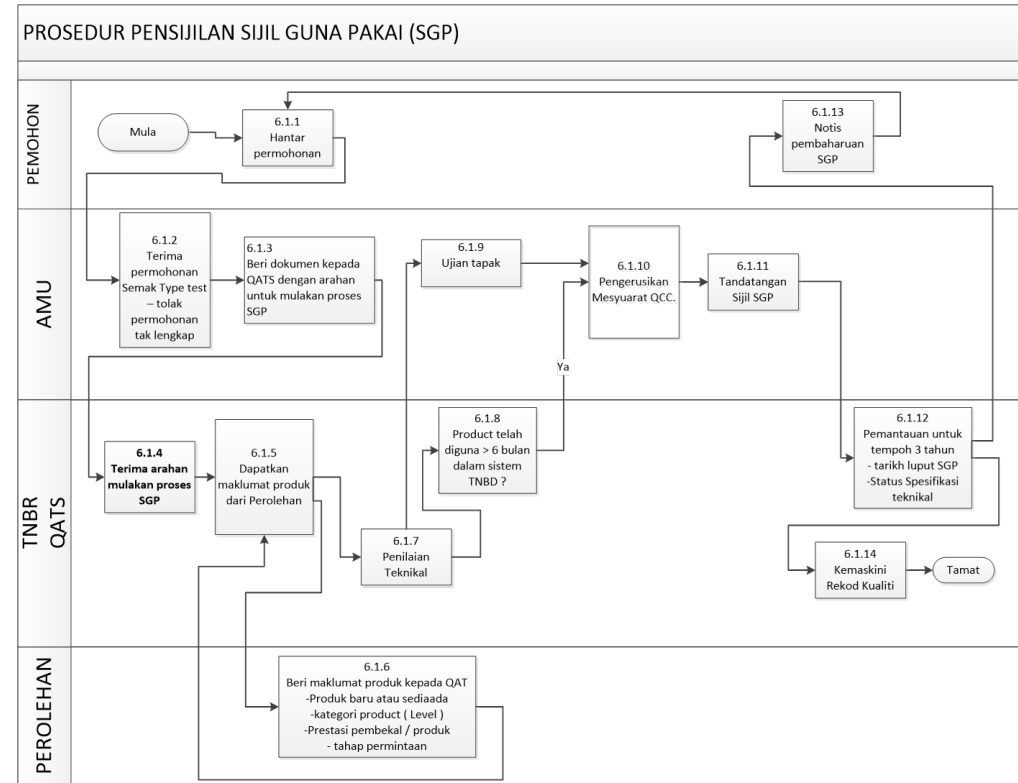 PROSEDUR PENSIJILAN SIJIL GUNA PAKAI (SGP)
PEMOHON
Mula
6.1.1
Hantar
permohonan
6.1.13
Notis
pembaharuan
SGP
AMU
6.1.2
Terima
permohonan
Semak Type test
– tolak
permohonan
tak lengkap
6.1.3
Beri dokumen kepada
QATS dengan arahan
untuk mulakan proses
SGP
6.1.9
Ujian tapak
6.1.10
Pengerusikan
Mesyuarat QCC.
6.1.11
Tandatangan
Sijil SGP
Ya
TNBR
QATS
6.1.4
Terima arahan
mulakan proses
SGP
6.1.5
Dapatkan
maklumat produk
dari Perolehan
6.1.7
Penilaian
Teknikal
6.1.8
Product telah
diguna > 6 bulan
dalam sistem
TNBD ?
6.1.12
Pemantauan untuk
tempoh 3 tahun
- tarikh luput SGP
-Status Spesifikasi
teknikal
6.1.14
Kemaskini
Rekod Kualiti
Tamat
PEROLEHAN
6.1.6
Beri maklumat produk kepada QAT
-Produk baru atau sediaada
-kategori product ( Level )
-Prestasi pembekal / produk
- tahap permintaan